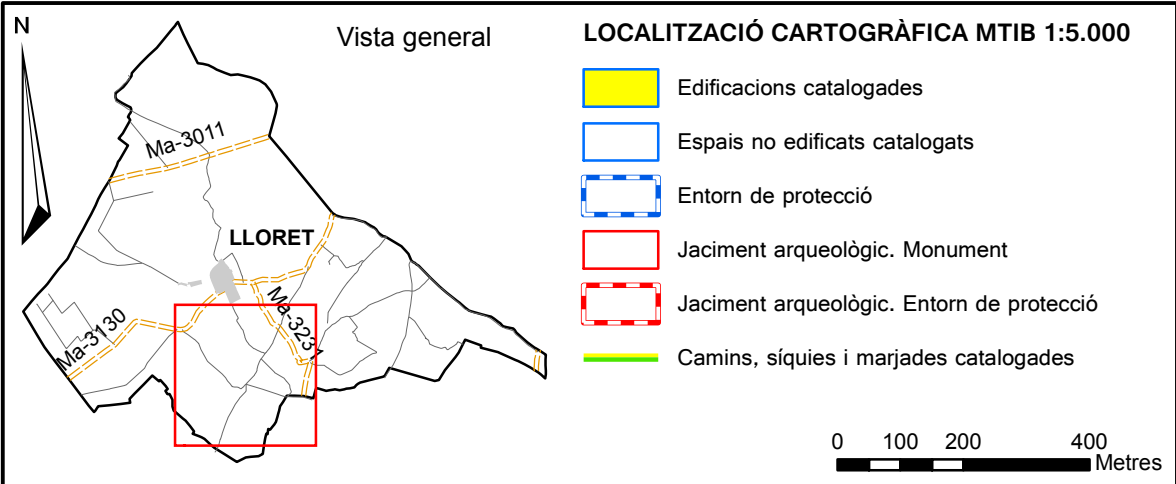 N
Vista general
Ma-3011
LLORET
Ma-3130
Ma-3231
LOCALITZACIÓ CARTOGRÀFICA MTIB 1:5.000
Edificacions catalogades
Espais no edificats catalogats
Entorn de protecció
Jaciment arqueològic. Monument
Jaciment arqueològic. Entorn de protecció
Camins, síquies i marjades catalogades
0 100 200 400
Metres